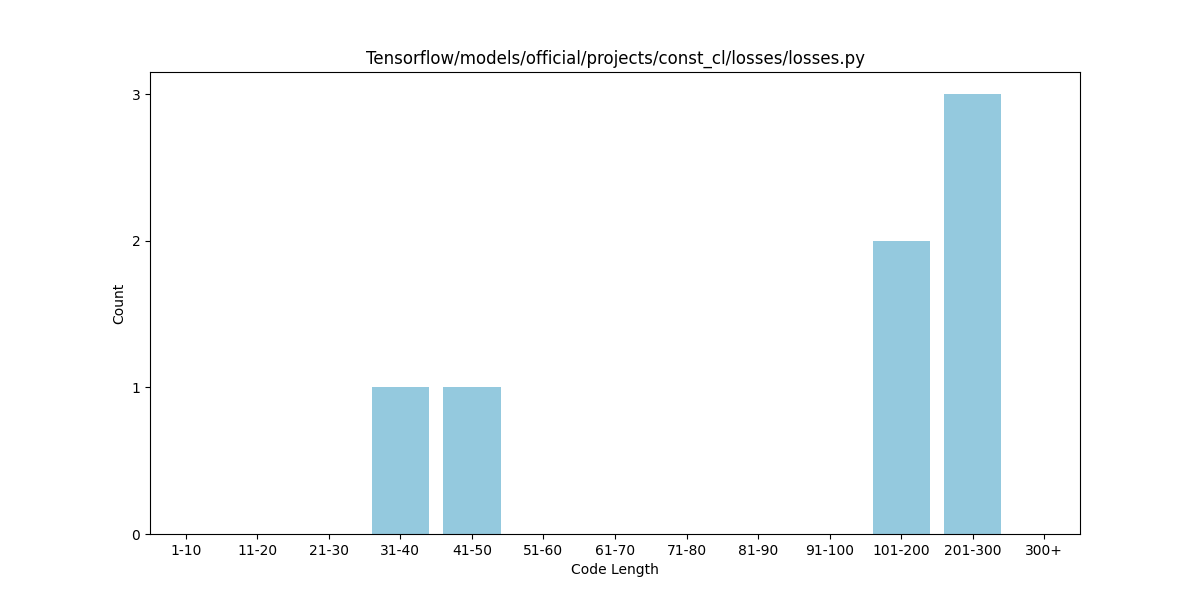 Tensorflow/models/official/projects/const_cl/losses/losses.py
3
2
1
0
Count
1-10 11-20 21-30 31-40 41-50 51-60 61-70 71-80 81-90 91-100 101-200 201-300 300+
Code Length